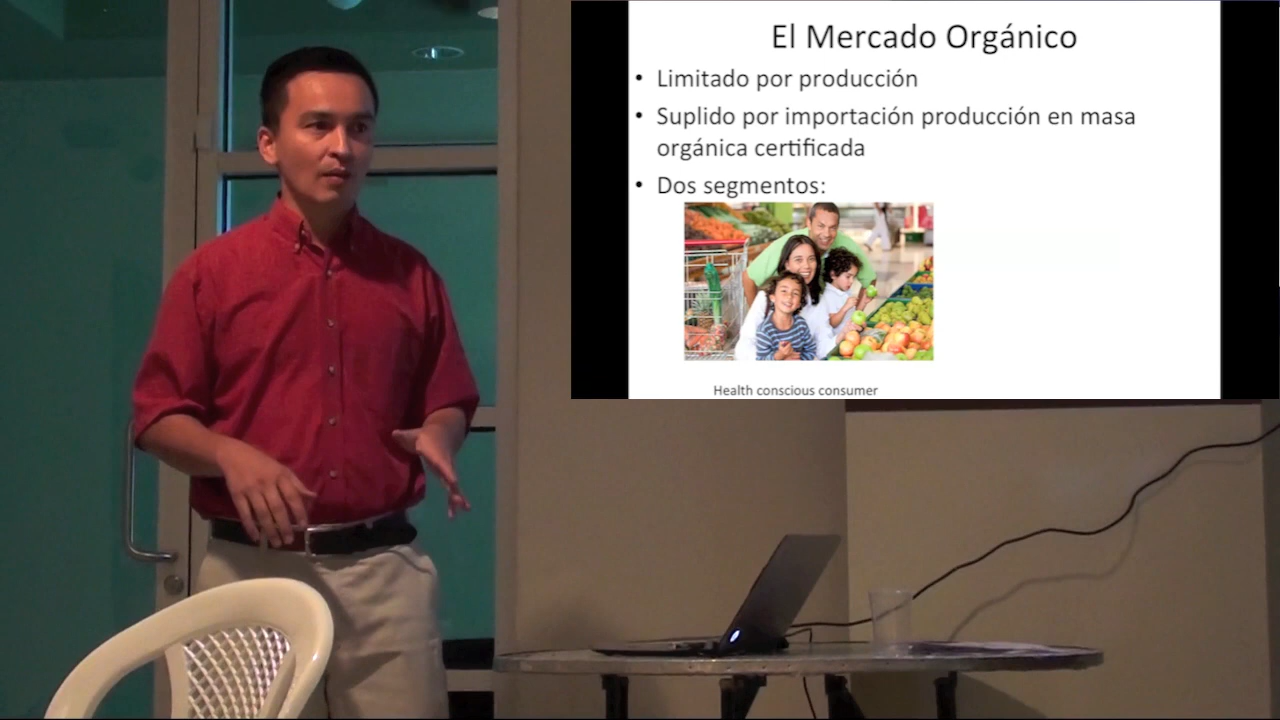 El Mercado Orgánico
• Limitado por producción
• Suplido por importación producción en masa
orgánica certificada
• Dos segmentos:
Health conscious consumer